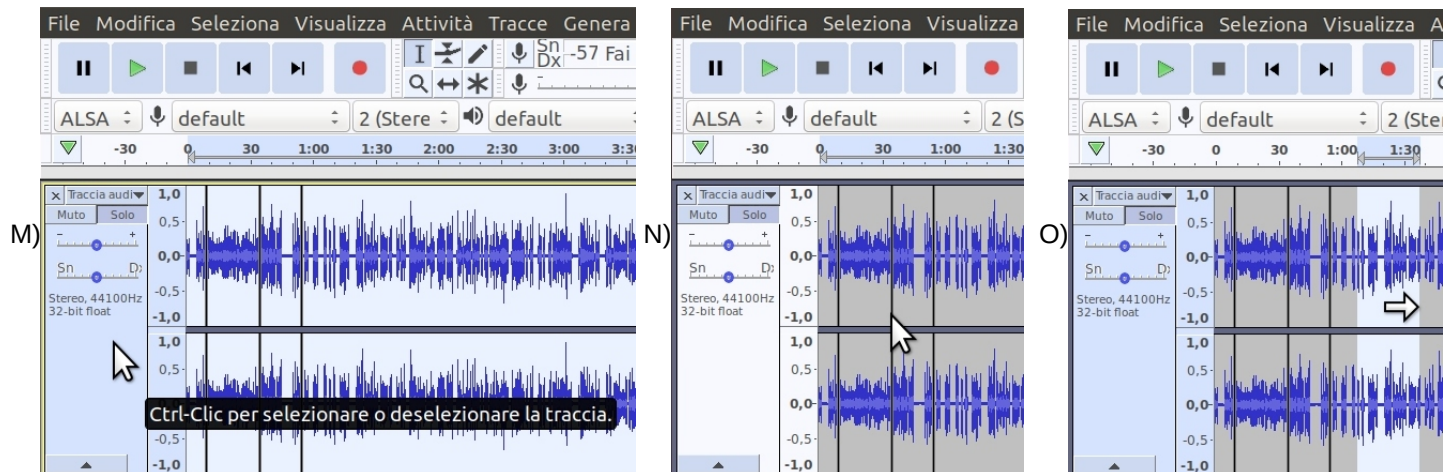 File Modifica Seleziona Visualizza Attività Tracce Genera
Sn
Dx -57 Fai
ALSA default 2 (Stere default
-30 0 30 1:00 1:30 2:00 2:30 3:00 3:3
M)
x Traccia audi 1,0
Muto Solo 0,5
- + 0,0
Sn D
-0,5
Stereo, 44100Hz
32-bit float -1,0
1,0
0,5
Ctrl-Clic per selezionare o deselezionare la traccia.
-0,5
-1,0
File Modifica Seleziona Visualizza
ALSA default 2 (S
-30 0 30 1:00 1:30
N)
x Traccia audi 1,0
Muto Solo 0,5
- + 0,0
Sn D
-0,5
Stereo, 44100Hz
32-bit float -1,0
1,0
0,5
0,0
-0,5
-1,0
File Modifica Seleziona Visualizza A
ALSA default 2 (Ste
-30 0 30 1:00 1:30
O)
x Traccia audi 1,0
Muto Solo 0,5
- + 0,0
Sn D
-0,5
Stereo, 44100Hz
32-bit float -1,0
1,0
0,5
0,0
-0,5
-1,0